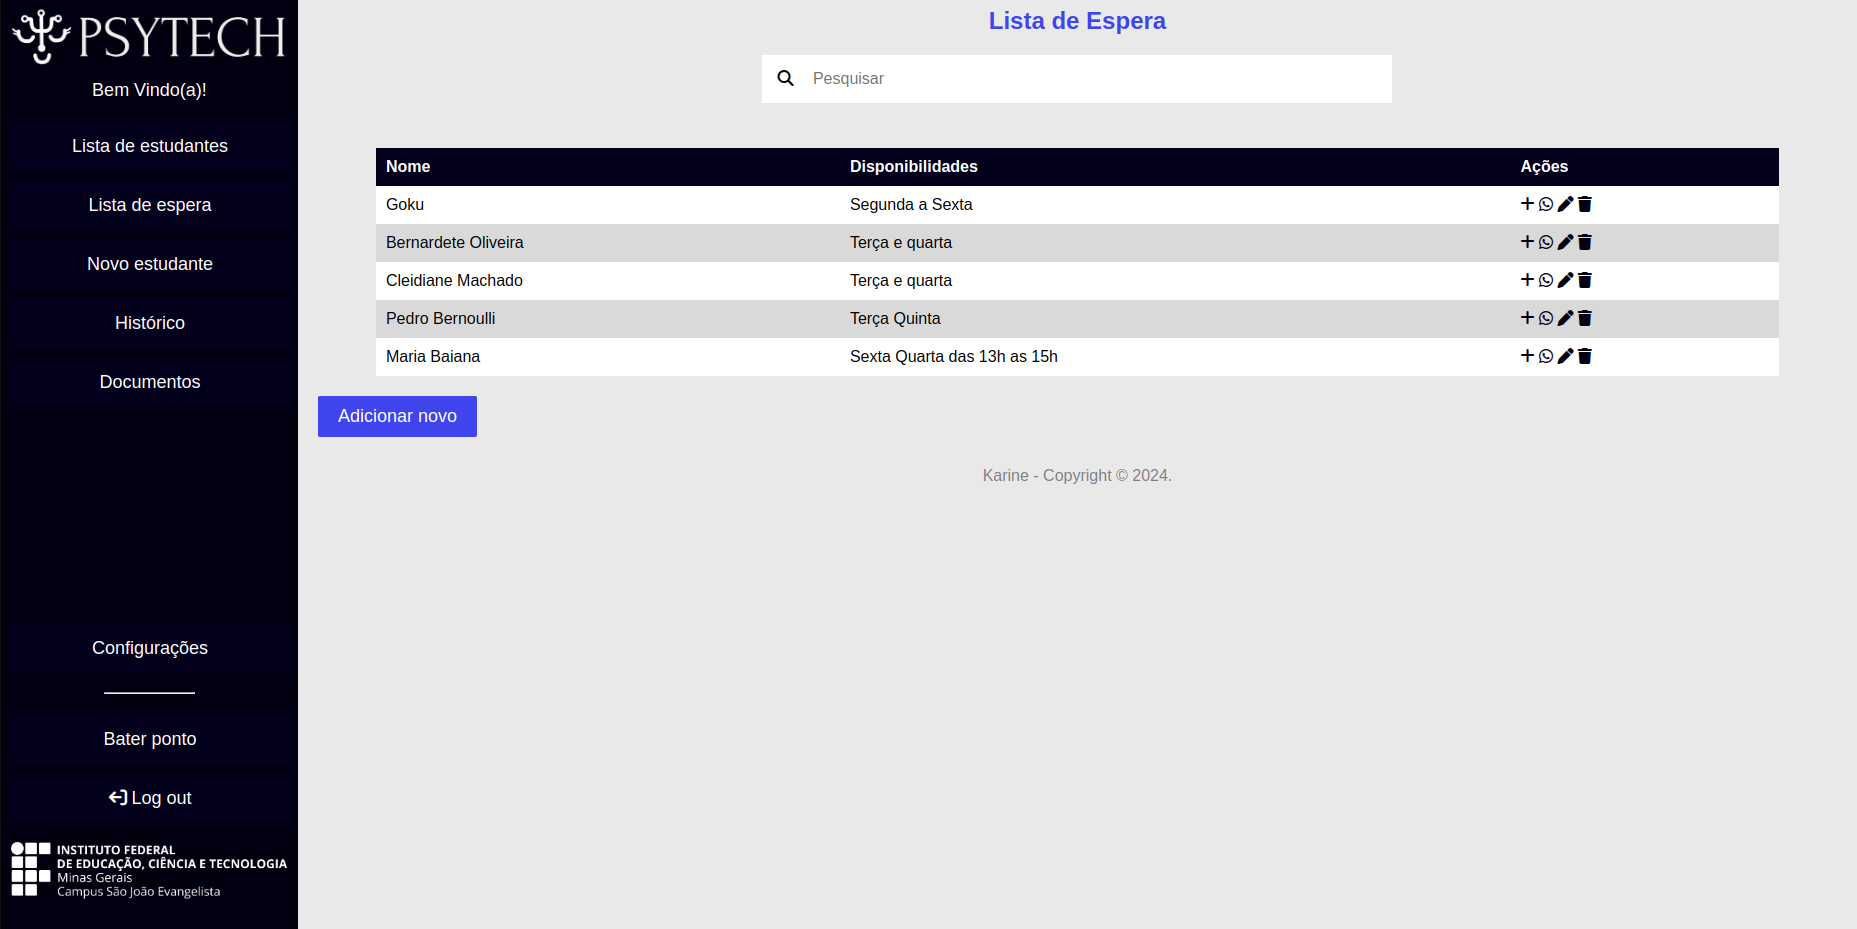 PSYTECH
Bem Vindo(a)!
Lista de estudantes
Lista de espera
Novo estudante
Histórico
Documentos
Configurações
Bater ponto
Log out
INSTITUTO FEDERAL
DE EDUCAÇÃO, CIÊNCIA E TECNOLOGIA
Minas Gerais
Campus São João Evangelista
Lista de Espera
Pesquisar
Nome Disponibilidades Ações
Goku Segunda a Sexta
Bernardete Oliveira Terça e quarta
Cleidiane Machado Terça e quarta
Pedro Bernoulli Terça Quinta
Maria Baiana Sexta Quarta das 13h as 15h
Adicionar novo
Karine - Copyright © 2024.